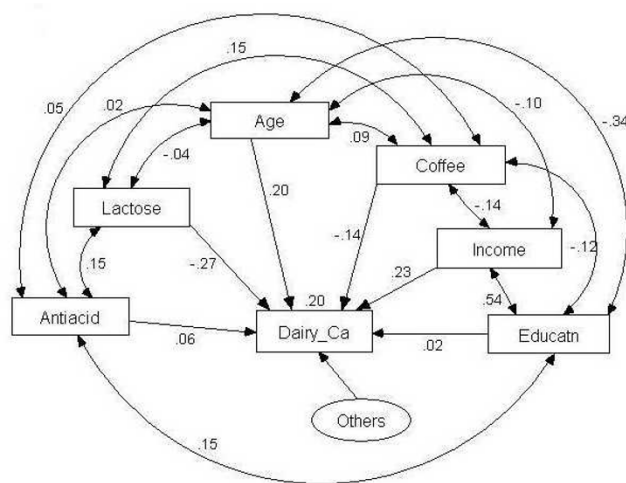 .15
.05
.02
Age
-.10
-.34
.09
-.04
Coffee
.20
Lactose
-.14
-.14
-.12
Income
.15
-.27
.23
.54
.20
Antiacid
Dairy_Ca
Educatn
.06
.02
Others
.15